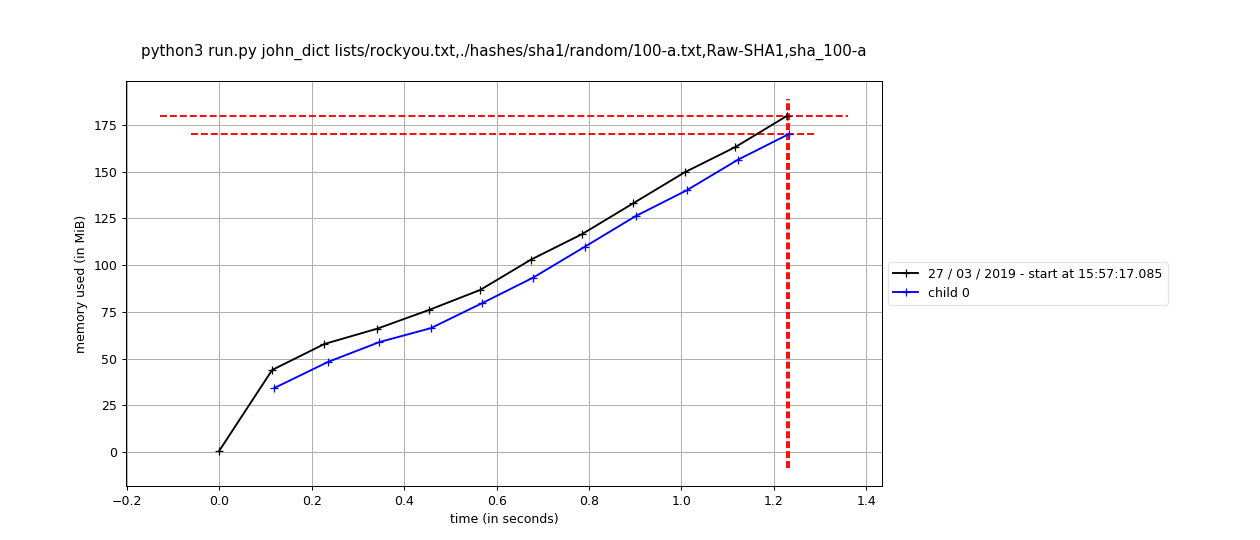 python3 run.py john_dict lists/rockyou.txt,./hashes/sha1/random/100-a.txt,Raw-SHA1,sha_100-a
175
150
125
100
75
50
25
0
memory used (in MiB)
−0.2 0.0 0.2 0.4 0.6 0.8 1.0 1.2 1.4
time (in seconds)
27 / 03 / 2019 - start at 15:57:17.085
child 0